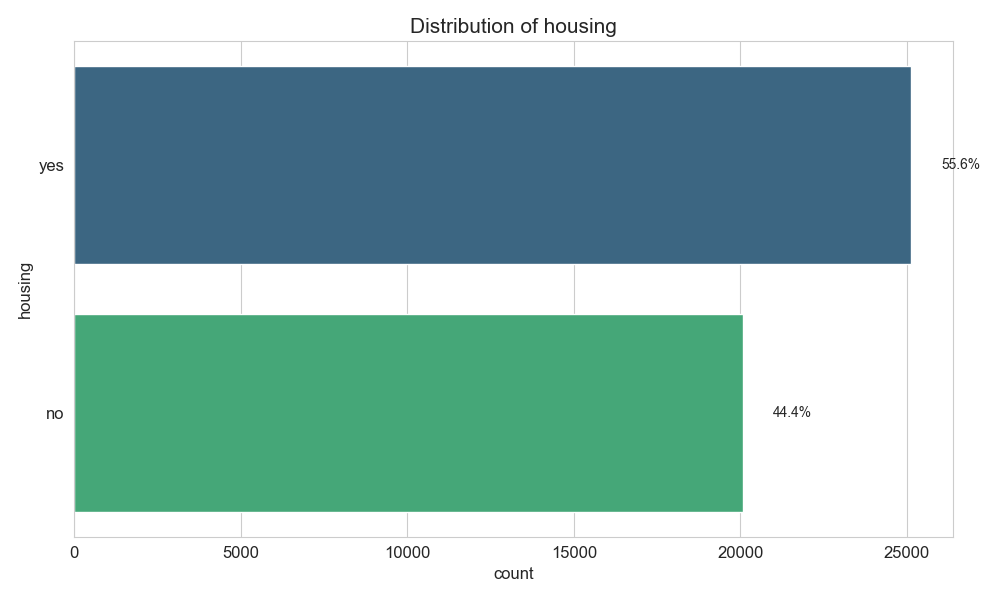 Distribution of housing
yes
55.6%
housing
no
44.4%
0 5000 10000 15000 20000 25000
count